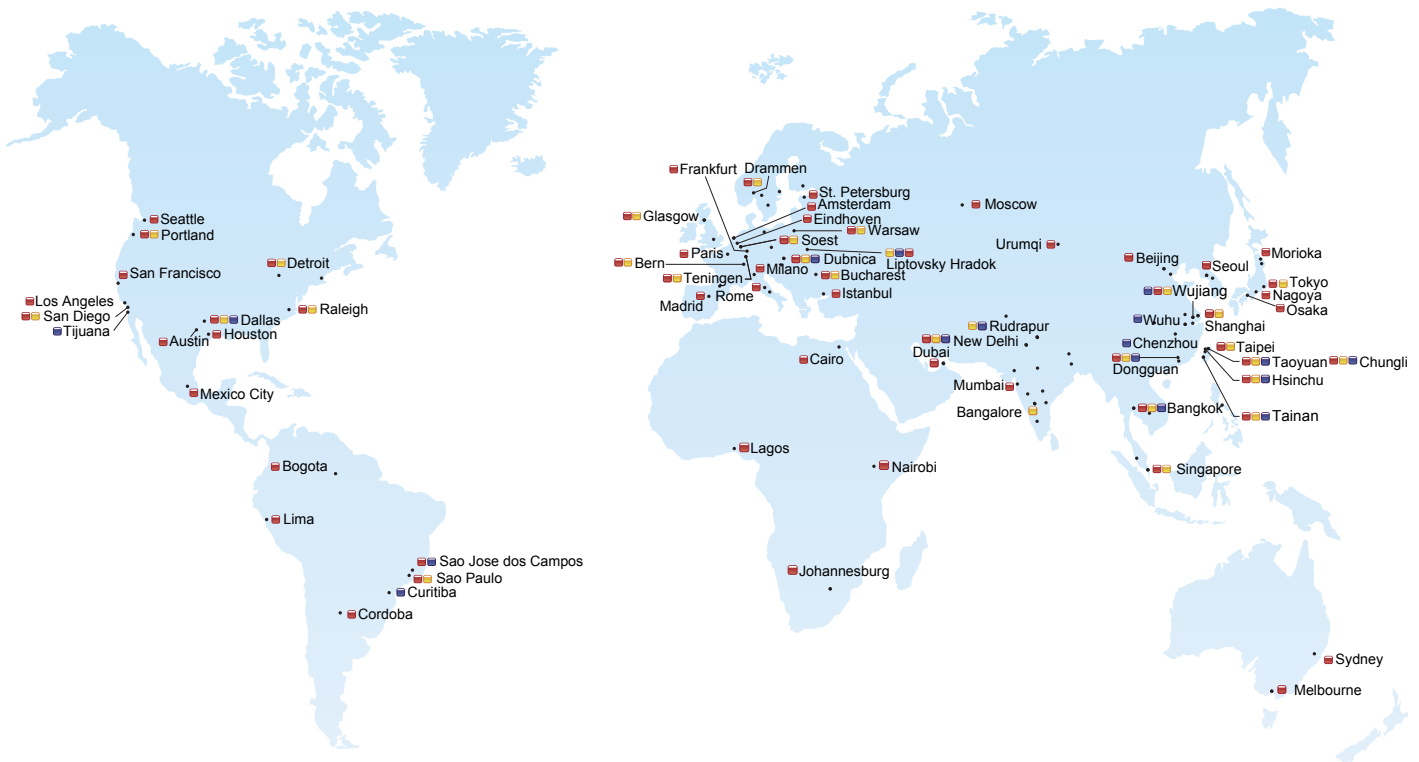 Frankfurt
Drammen
St. Petersburg
Amsterdam
Moscow
Glasgow
Eindhoven
Seattle
Warsaw
Portland
Soest
Urumqi
Paris
Morioka
Beijing
Dubnica
Bern
Detroit
Liptovsky Hradok
Seoul
Milano
San Francisco
Bucharest
Teningen
Tokyo
Wujiang
Istanbul
Rome
Nagoya
Los Angeles
Madrid
Raleigh
Osaka
San Diego
Dallas
Wuhu
Rudrapur
Shanghai
Tijuana
Houston
Austin
New Delhi
Chenzhou
Taipei
Dubai
Cairo
Taoyuan
Chungli
Dongguan
Hsinchu
Mumbai
Mexico City
Bangkok
Bangalore
Tainan
Lagos
Bogota
Nairobi
Singapore
Lima
Sao Jose dos Campos
Johannesburg
Sao Paulo
Curitiba
Cordoba
Sydney
Melbourne